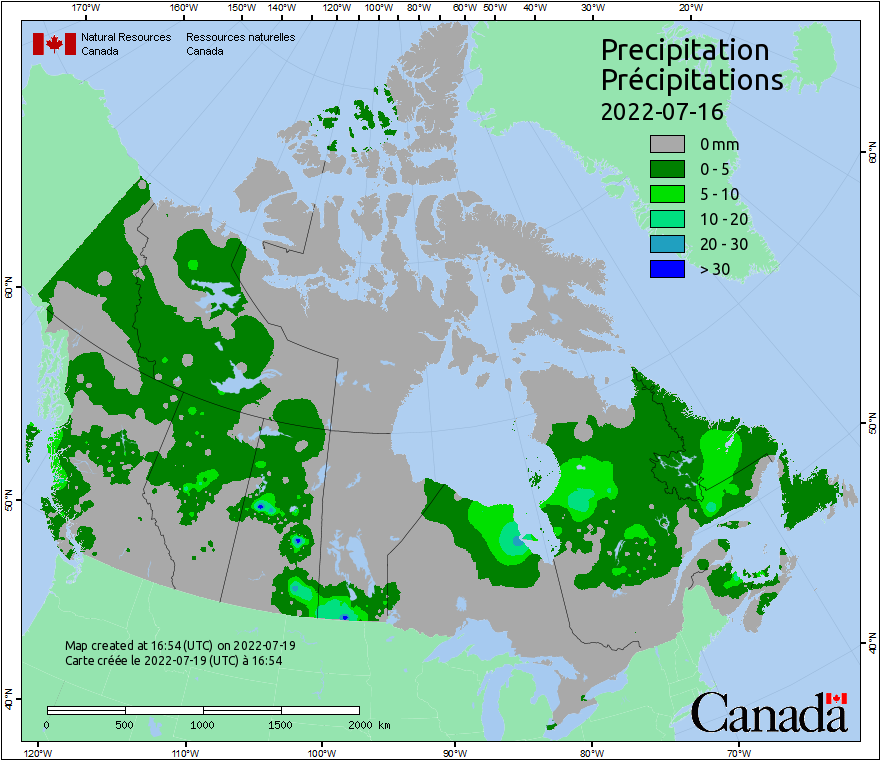 170°W 160°W 150°W 140°W 130°W 120°W 110°W 100°W 90°W 80°W 60°W 50°W 40°W 30°W 20°W
Natural Resources Ressources naturelles
Canada Canada
Precipitation
Précipitations
2022-07-16
0 mm
0 - 5
5 - 10
10 - 20
20 - 30
> 30
60°N 60°N
50°N 50°N
40°N 40°N
Map created at 16:54 (UTC) on 2022-07-19
Carte créée le 2022-07-19 (UTC) à 16:54
0 500 1000 1500 2000 km
Canada
120°W 110°W 100°W 90°W 80°W 70°W